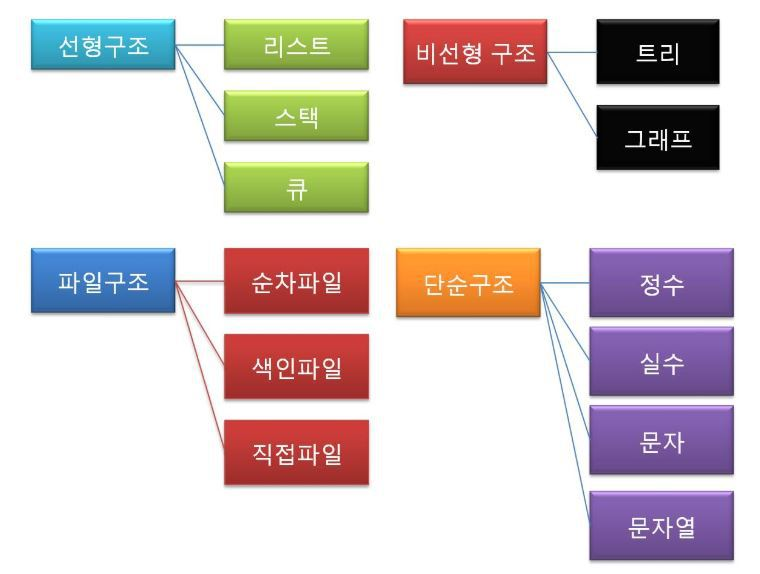 선형구조
리스트
스택
큐
비선형 구조
트리
그래프
파일구조
순차파일
색인파일
직접파일
단순구조
정수
실수
문자
문자열